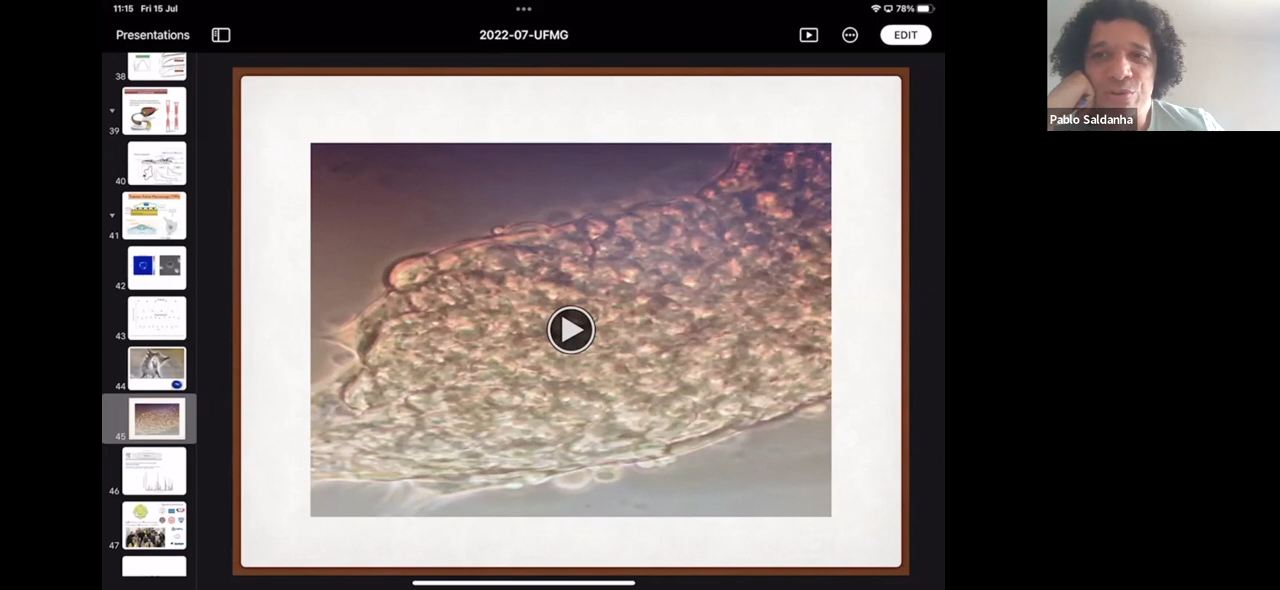 11:15 Fri 15 Jul
78%
Presentations
2022-07-UFMG
EDIT
Pablo Saldanha
38
39
40
41
42
43
44
45
46
47